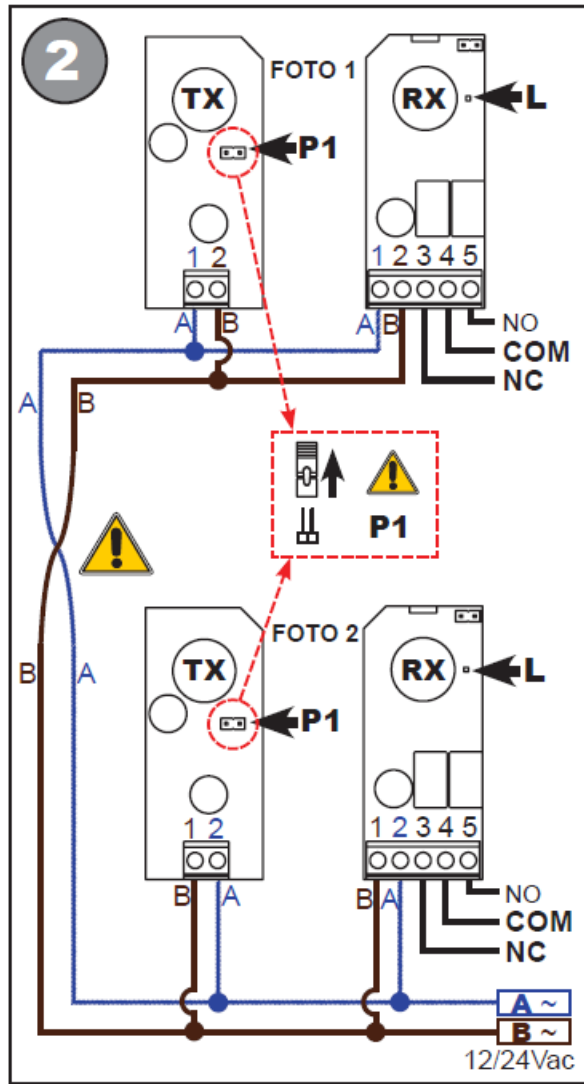 2
FOTO 1
TX
RX
L
P1
1 2
1 2 3 4 5
A B
A B
NO
COM
NC
A B
P1
FOTO 2
TX
RX
B A
L
P1
1 2
1 2 3 4 5
B A
B A
NO
COM
NC
A ~
B ~
12/24Vac